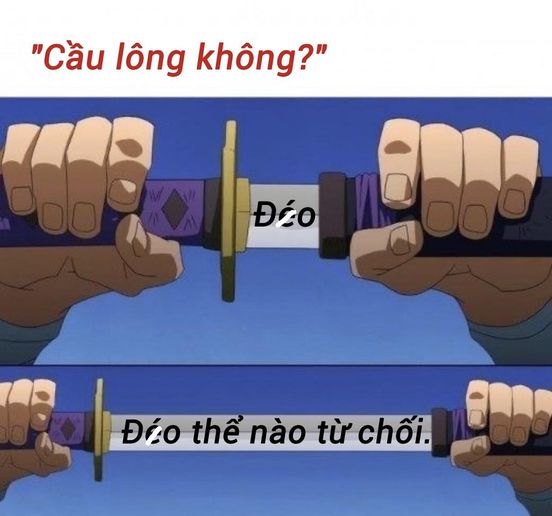 "Cầu lông không?"
Đéo
Đéo thể nào từ chối.